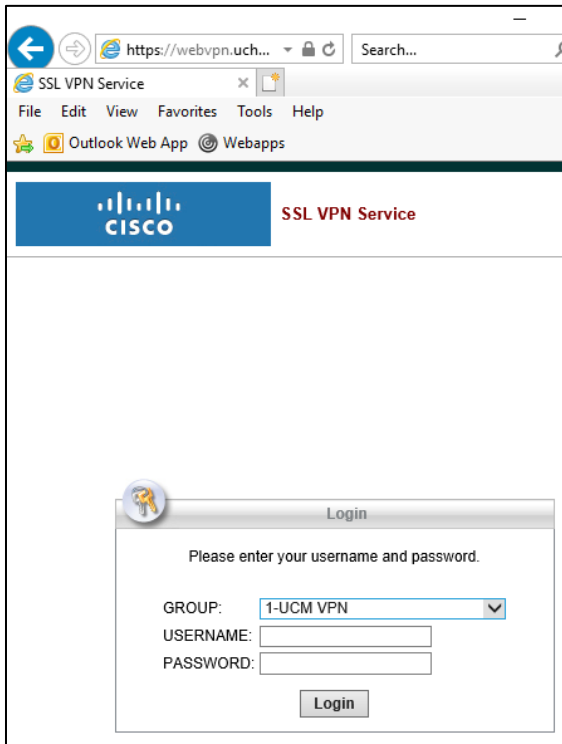 https://webvpn.uch... Search...
SSL VPN Service
File Edit View Favorites Tools Help
Outlook Web App Webapps
CISCO
SSL VPN Service
Login
Please enter your username and password.
GROUP: 1-UCM VPN
USERNAME:
PASSWORD:
Login